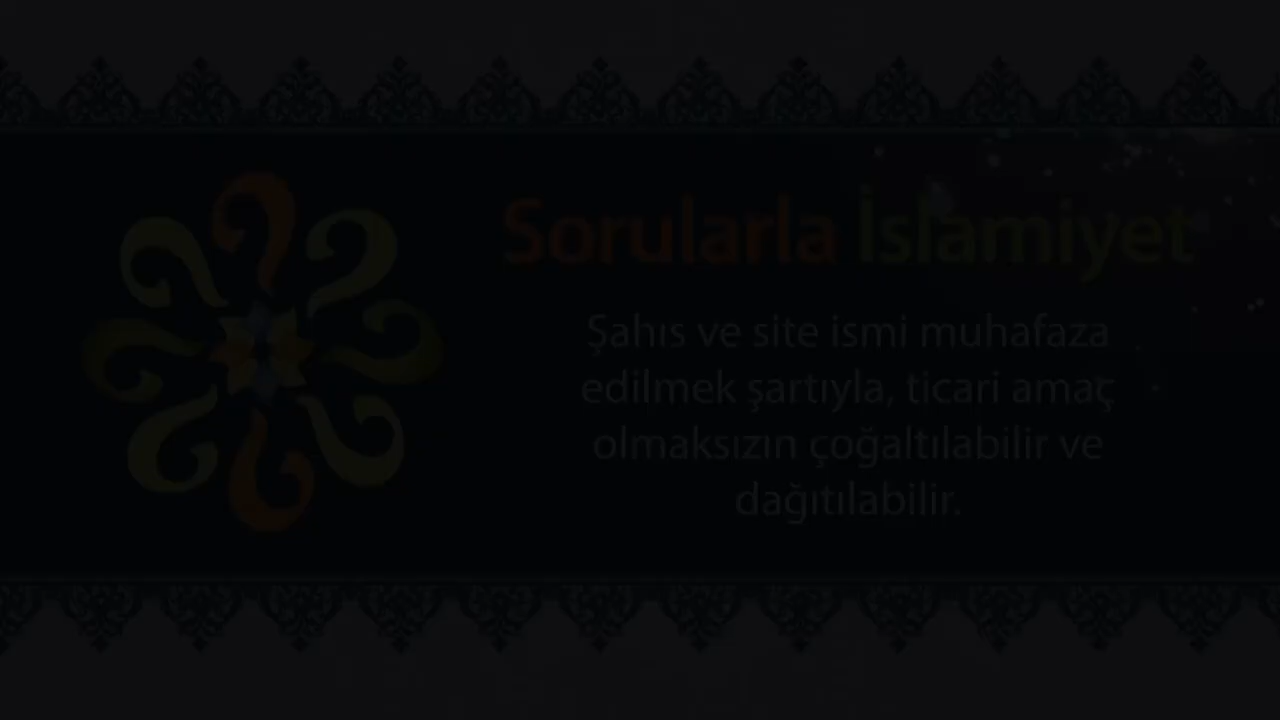 Sorularla İslamiyet
Şahıs ve site ismi muhafaza
edilmek şartıyla, ticari amaç
olmaksızın çoğaltılabilir ve
dağıtılabilir.